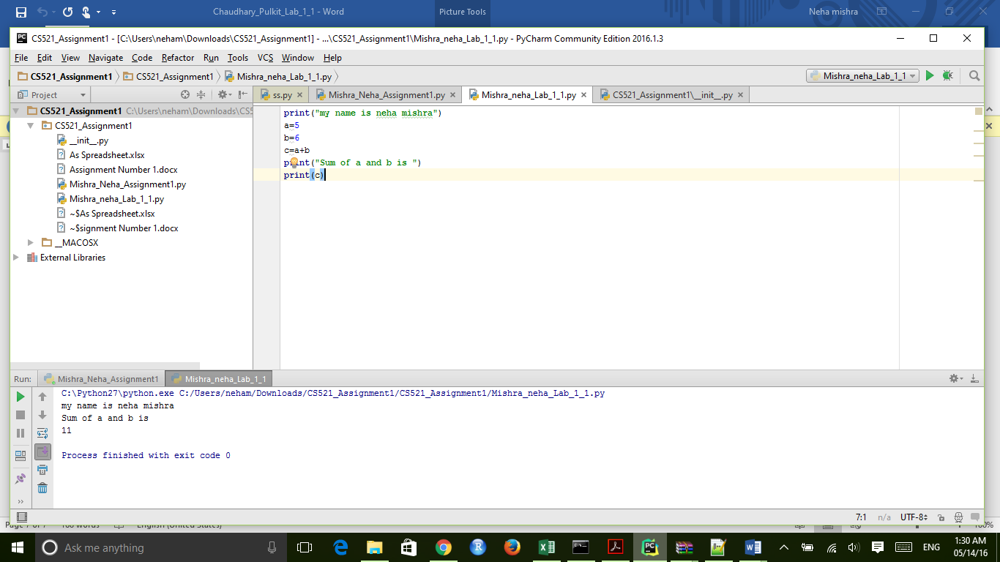 Chaudhary_Pulkit_Lab_1_1 - Word
Picture Tools
Neha mishra
CS521_Assignment1 - [C:\Users\neham\Downloads\CS521_Assignment1] - ...\CS521_Assignment1\Mishra_neha_Lab_1_1.py - PyCharm Community Edition 2016.1.3
File Edit View Navigate Code Refactor Run Tools VCS Window Help
CS521_Assignment1 CS521_Assignment1 Mishra_neha_Lab_1_1.py
Mishra_neha_Lab_1_1
Project
ss.py Mishra_Neha_Assignment1.py Mishra_neha_Lab_1_1.py CS521_Assignment1\__init__.py
CS521_Assignment1 C:\Users\neham\Downloads\CS5
CS521_Assignment1
__init__.py
As Spreadsheet.xlsx
Assignment Number 1.docx
Mishra_Neha_Assignment1.py
Mishra_neha_Lab_1_1.py
~$As Spreadsheet.xlsx
~$signment Number 1.docx
__MACOSX
External Libraries
print("my name is neha mishra")
a=5
b=6
c=a+b
print("Sum of a and b is ")
print(c)
Run: Mishra_Neha_Assignment1 Mishra_neha_Lab_1_1
C:\Python27\python.exe C:/Users/neham/Downloads/CS521_Assignment1/CS521_Assignment1/Mishra_neha_Lab_1_1.py
my name is neha mishra
Sum of a and b is
11
Process finished with exit code 0
7:1 n/a UTF-8
Ask me anything
ENG
1:30 AM
05/14/16